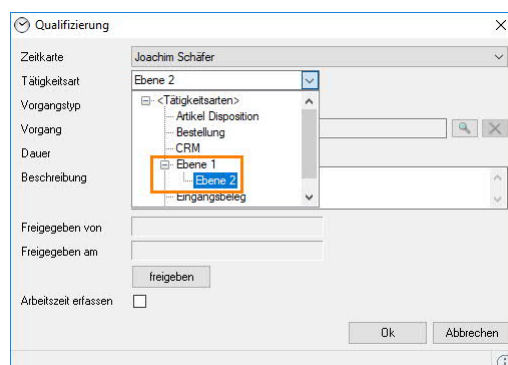 Qualifizierung
Zeitkarte Joachim Schäfer
Tätigkeitsart Ebene 2
<Tätigkeitsarten>
Artikel Disposition
Bestellung
CRM
Ebene 1
Ebene 2
Eingangsbeleg
Vorgangstyp
Vorgang
Dauer
Beschreibung
Freigegeben von
Freigegeben am
freigeben
Arbeitszeit erfassen
Ok Abbrechen